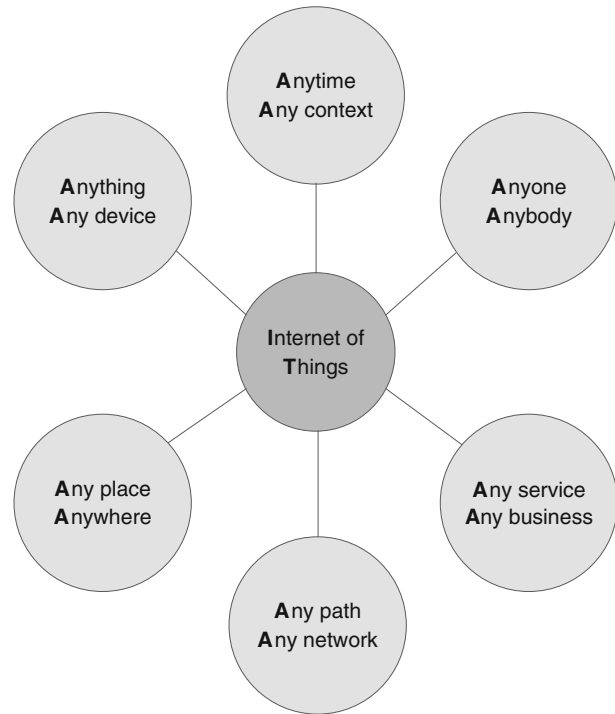 Anytime
Any context
Anything
Any device
Anyone
Anybody
Internet of
Things
Any place
Anywhere
Any service
Any business
Any path
Any network